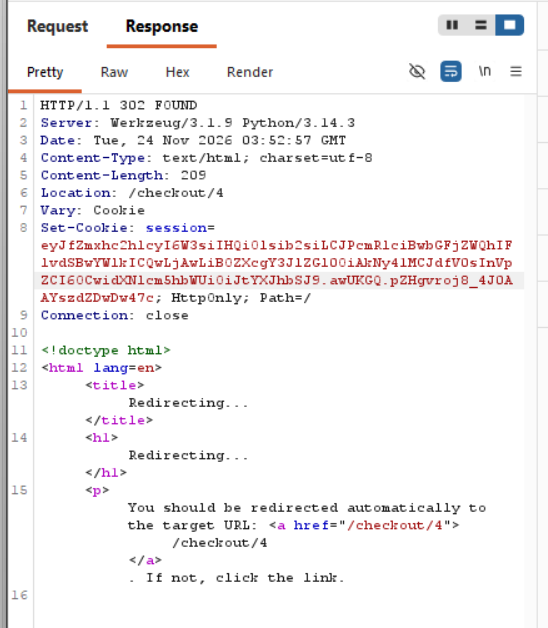 Request Response
Pretty Raw Hex Render \n
1 HTTP/1.1 302 FOUND
2 Server: Werkzeug/3.1.9 Python/3.14.3
3 Date: Tue, 24 Nov 2026 03:52:57 GMT
4 Content-Type: text/html; charset=utf-8
5 Content-Length: 209
6 Location: /checkout/4
7 Vary: Cookie
8 Set-Cookie: session=
eyJfZmxhc2hlcyI6W3siIHQiOlsib2siLCJPcmRlciBwbGFjZWQhIF
lvdSBwYWlkICQwLjAwLiBOZXcgY3JlZGl0OiAkNy41MCJdfV0sInVp
ZCI6OCwidXNlcm5hbWUiOiJtYXJhbSJ9.awUKGQ.pZHgvroj8_4J0A
AYszdZDwDw47c; HttpOnly; Path=/
9 Connection: close
10
11 <!doctype html>
12 <html lang=en>
13 <title>
Redirecting...
</title>
14 <h1>
Redirecting...
</h1>
15 <p>
You should be redirected automatically to
the target URL: <a href="/checkout/4">
/checkout/4
</a>
. If not, click the link.
16